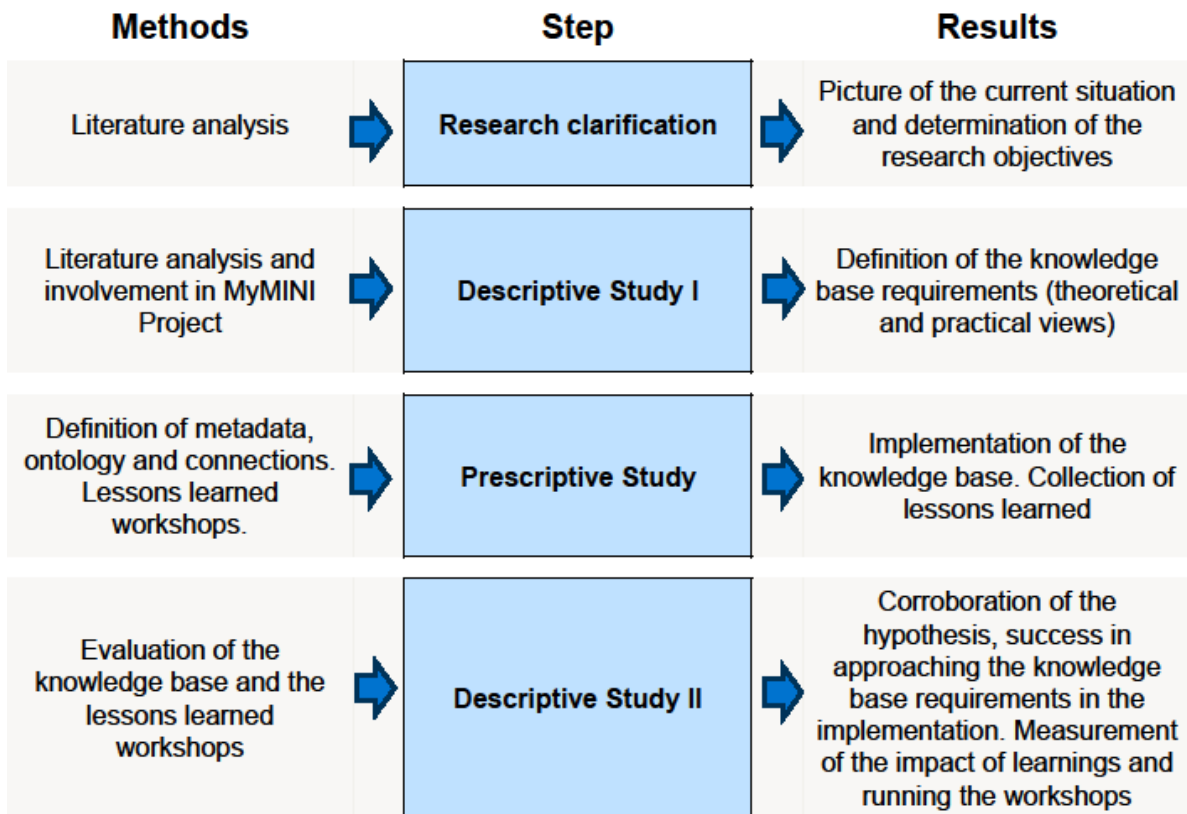 Methods
Step
Results
Literature analysis
Research clarification
Picture of the current situation
and determination of the
research objectives
Literature analysis and
involvement in MyMINI
Project
Descriptive Study I
Definition of the knowledge
base requirements (theoretical
and practical views)
Definition of metadata,
ontology and connections.
Lessons learned
workshops.
Prescriptive Study
Implementation of the
knowledge base. Collection of
lessons learned
Evaluation of the
knowledge base and the
lessons learned
workshops
Descriptive Study II
Corroboration of the
hypothesis, success in
approaching the knowledge
base requirements in the
implementation. Measurement
of the impact of learnings and
running the workshops